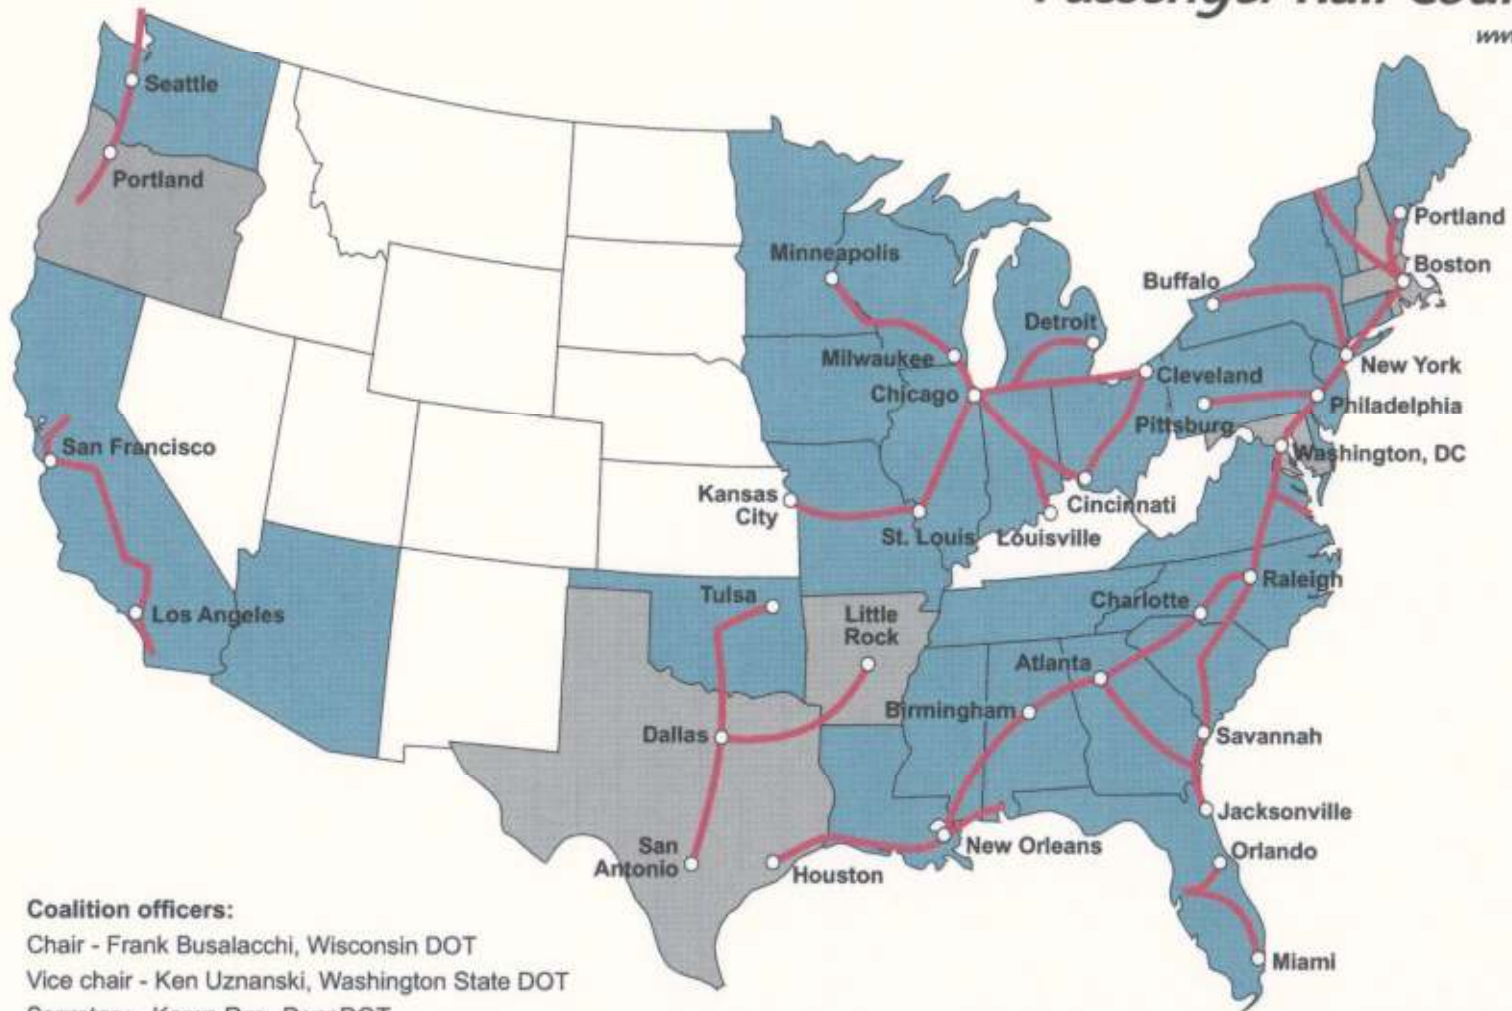 Passenger Rail
Seattle
Portland
Portland
Boston
Minneapolis
Buffalo
Detroit
Milwaukee
Cleveland
New York
Chicago
Philadelphia
Pittsburg
San Francisco
Washington, DC
Kansas
City
Cincinnati
St. Louis
Louisville
Tulsa
Raleigh
Charlotte
Los Angeles
Little
Rock
Atlanta
Birmingham
Dallas
Savannah
Jacksonville
New Orleans
Orlando
San
Antonio
Houston
Miami
Coalition officers:
Chair - Frank Busalacchi, Wisconsin DOT
Vice chair - Ken Uznanski, Washington State DOT